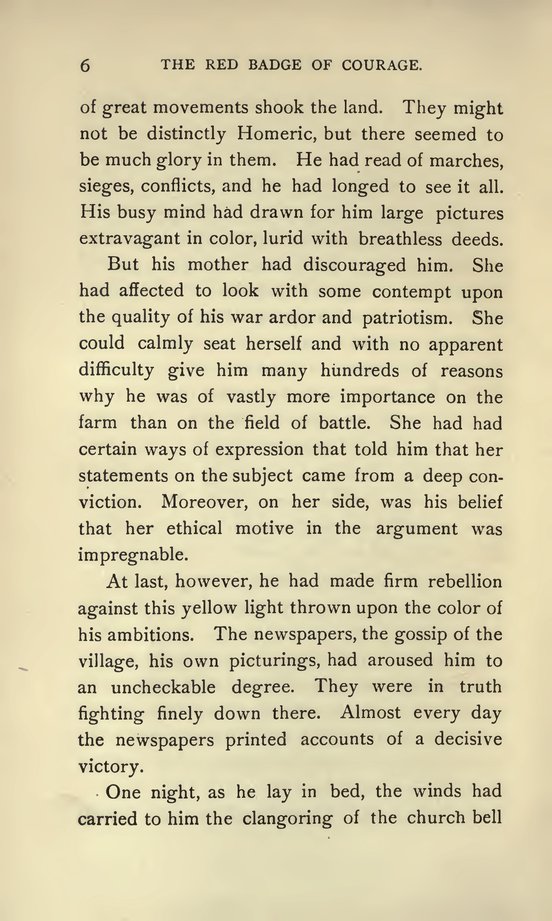 6 THE RED BADGE OF COURAGE.
of great movements shook the land. They might
not be distinctly Homeric, but there seemed to
be much glory in them. He had read of marches,
sieges, conflicts, and he had longed to see it all.
His busy mind had drawn for him large pictures
extravagant in color, lurid with breathless deeds.
But his mother had discouraged him. She
had affected to look with some contempt upon
the quality of his war ardor and patriotism. She
could calmly seat herself and with no apparent
difficulty give him many hundreds of reasons
why he was of vastly more importance on the
farm than on the field of battle. She had had
certain ways of expression that told him that her
statements on the subject came from a deep con-
viction. Moreover, on her side, was his belief
that her ethical motive in the argument was
impregnable.
At last, however, he had made firm rebellion
against this yellow light thrown upon the color of
his ambitions. The newspapers, the gossip of the
village, his own picturings, had aroused him to
an uncheckable degree. They were in truth
fighting finely down there. Almost every day
the newspapers printed accounts of a decisive
victory.
One night, as he lay in bed, the winds had
carried to him the clangoring of the church bell